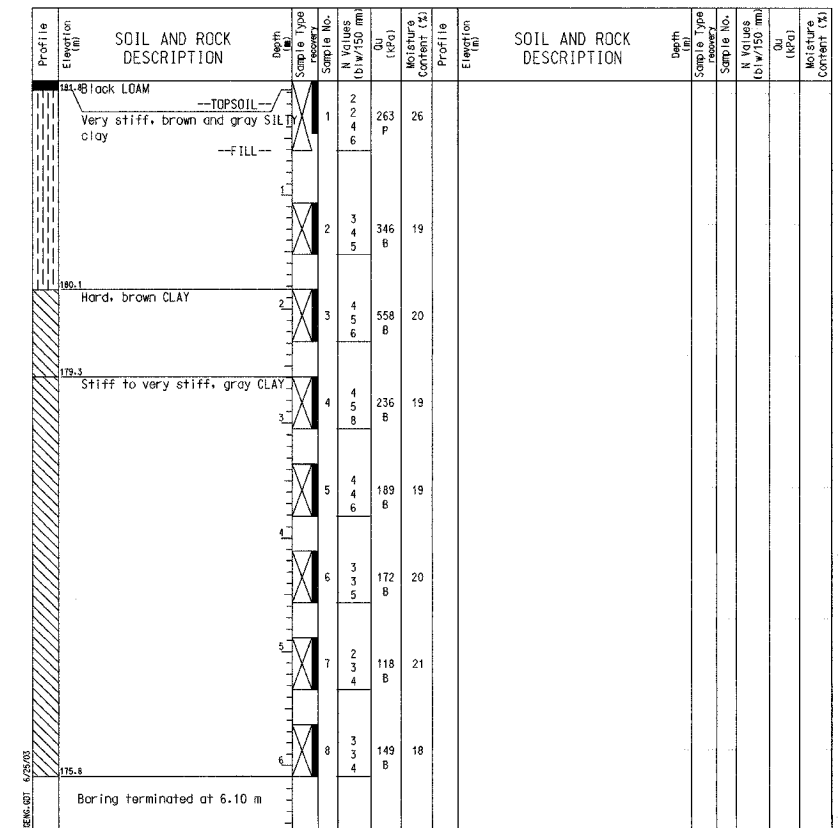 Profile
Elevation (m)
SOIL AND ROCK DESCRIPTION
Depth (m)
Sample Type recovery
Sample No.
N Values (blw/150 mm)
Qu (kPa)
Moisture Content (%)
Profile
Elevation (m)
SOIL AND ROCK DESCRIPTION
Depth (m)
Sample Type recovery
Sample No.
N Values (blw/150 mm)
Qu (kPa)
Moisture Content (%)
181.8 Black LOAM
--TOPSOIL--
Very stiff, brown and gray SILTY
clay
--FILL--
1
2
2
4
6
263
P
26
1
2
3
4
5
346
B
19
180.1
Hard, brown CLAY
2
3
4
5
6
558
B
20
179.3
Stiff to very stiff, gray CLAY
3
4
4
5
8
236
B
19
5
4
4
6
189
B
19
4
6
3
3
5
172
B
20
5
7
2
3
4
118
B
21
6
8
3
3
4
149
B
18
175.8
Boring terminated at 6.10 m
ENG.GDT 6/25/03